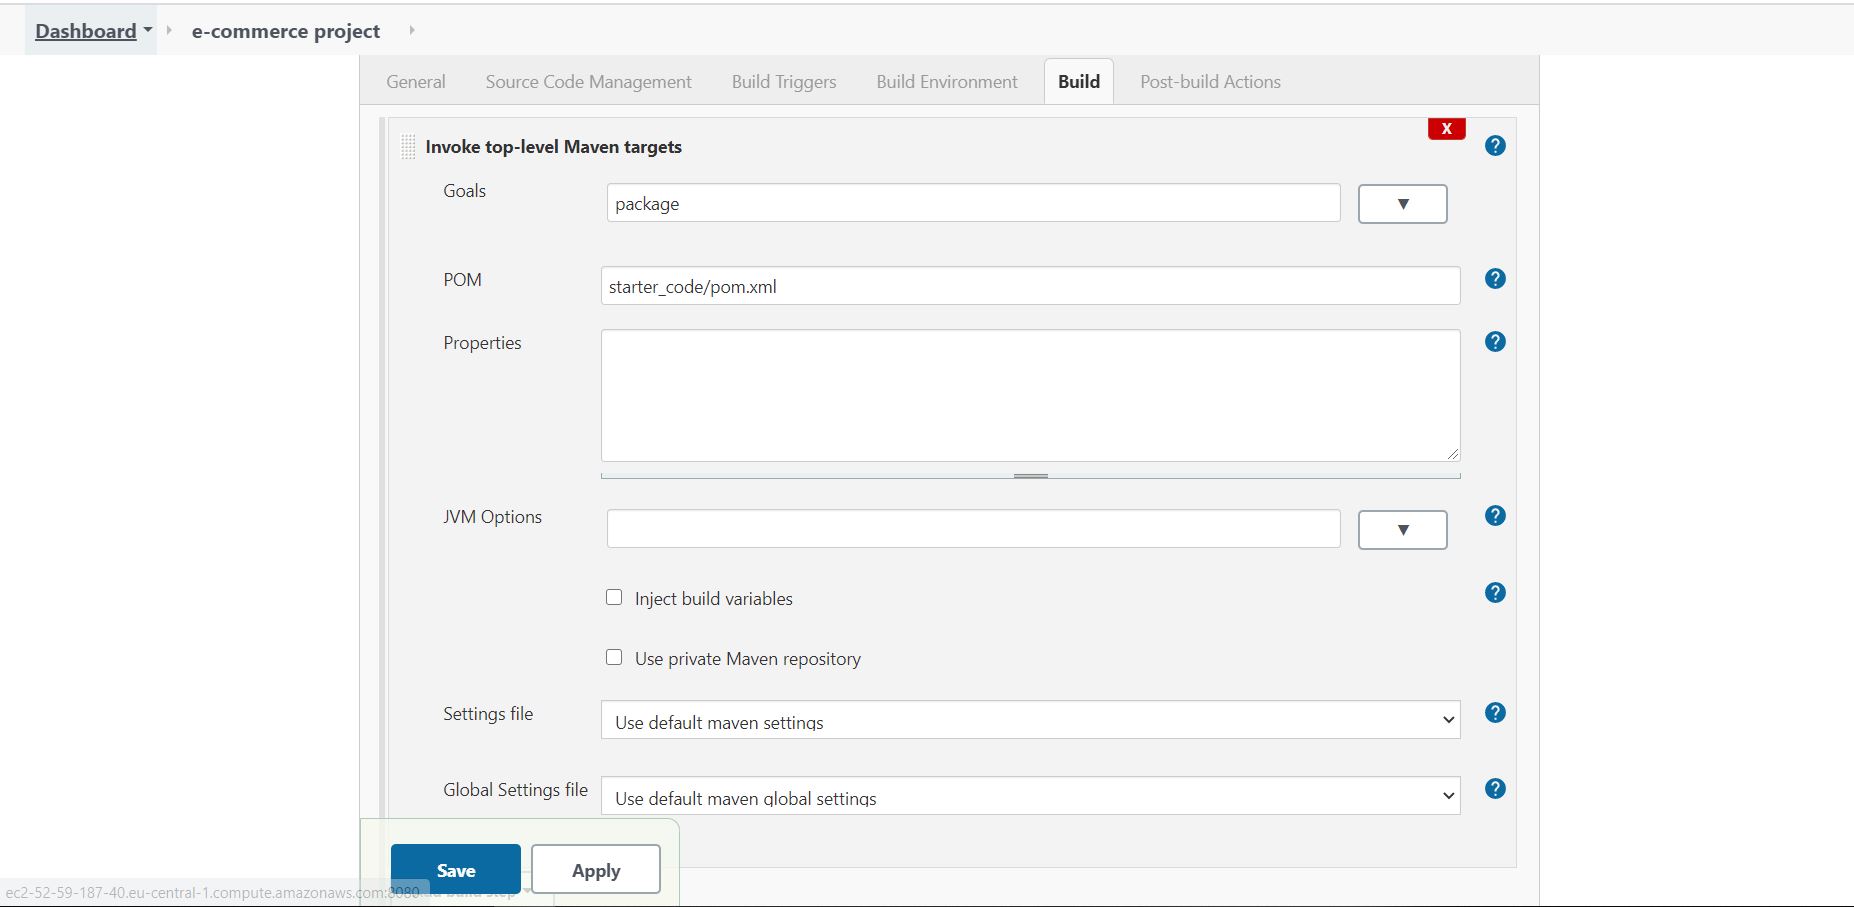 Dashboard e-commerce project
General Source Code Management Build Triggers Build Environment Build Post-build Actions
X
Invoke top-level Maven targets ?
Goals package ▼
POM starter_code/pom.xml ?
Properties ?
JVM Options ▼ ?
Inject build variables ?
Use private Maven repository
Settings file Use default maven settings ?
Global Settings file Use default maven global settings ?
Save Apply
ec2-52-59-187-40.eu-central-1.compute.amazonaws.com:8080